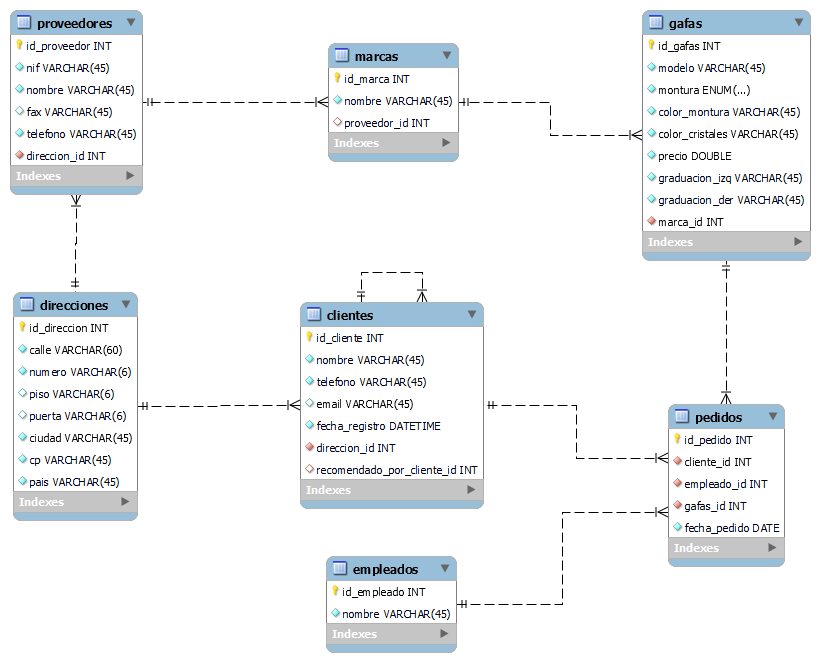 proveedores
id_proveedor INT
nif VARCHAR(45)
nombre VARCHAR(45)
fax VARCHAR(45)
telefono VARCHAR(45)
direccion_id INT
Indexes
marcas
id_marca INT
nombre VARCHAR(45)
proveedor_id INT
Indexes
gafas
id_gafas INT
modelo VARCHAR(45)
montura ENUM(...)
color_montura VARCHAR(45)
color_cristales VARCHAR(45)
precio DOUBLE
graduacion_izq VARCHAR(45)
graduacion_der VARCHAR(45)
marca_id INT
Indexes
direcciones
id_direccion INT
calle VARCHAR(60)
numero VARCHAR(6)
piso VARCHAR(6)
puerta VARCHAR(6)
ciudad VARCHAR(45)
cp VARCHAR(45)
pais VARCHAR(45)
Indexes
clientes
id_cliente INT
nombre VARCHAR(45)
telefono VARCHAR(45)
email VARCHAR(45)
fecha_registro DATETIME
direccion_id INT
recomendado_por_cliente_id INT
Indexes
pedidos
id_pedido INT
cliente_id INT
empleado_id INT
gafas_id INT
fecha_pedido DATE
Indexes
empleados
id_empleado INT
nombre VARCHAR(45)
Indexes